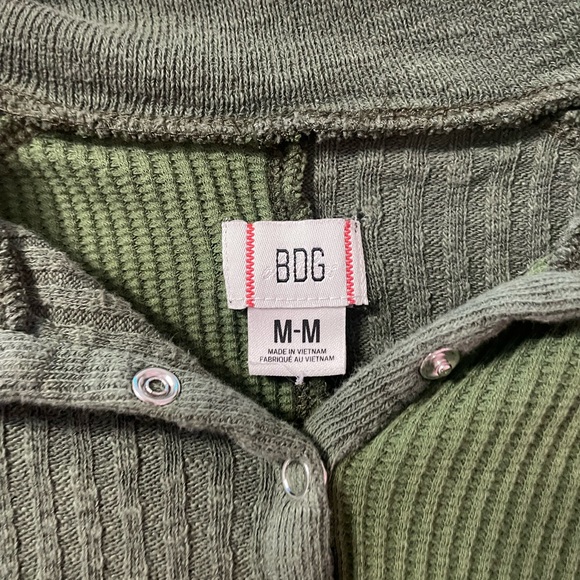 BDG
M-M
MADE IN VIETNAM
FABRIQUÉ AU VIETNAM